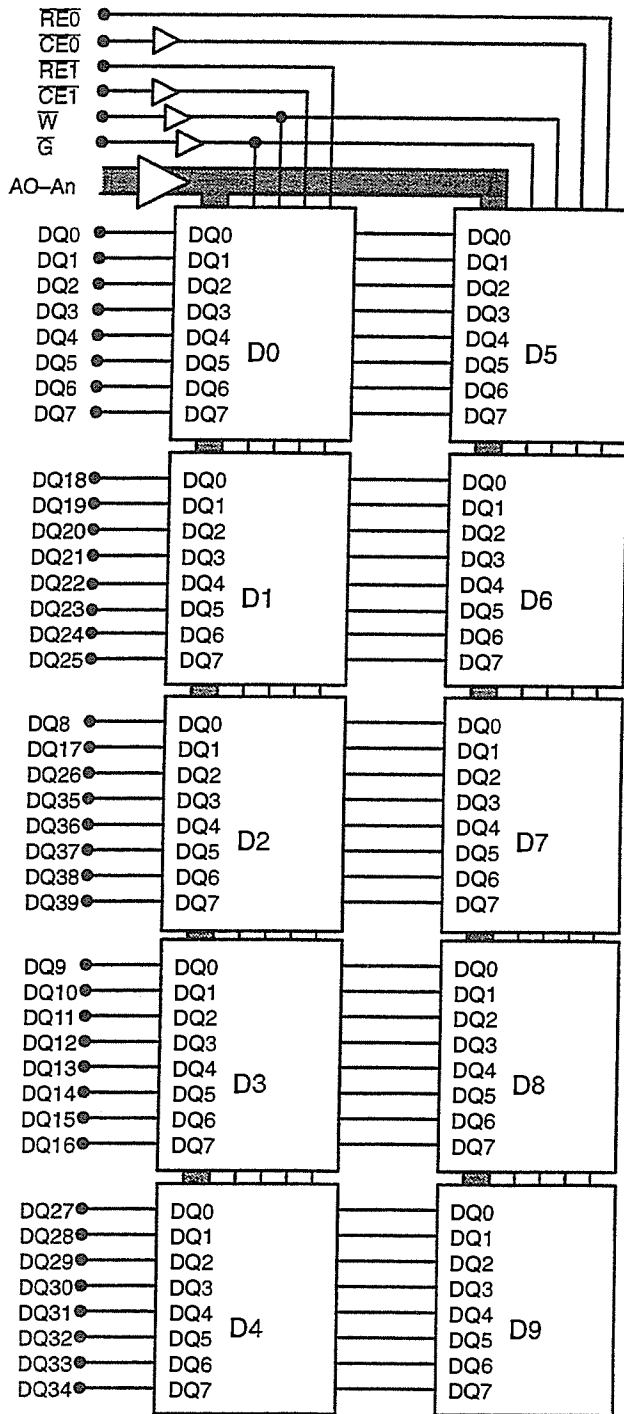 R̅E̅0̅
C̅E̅0̅
R̅E̅1̅
C̅E̅1̅
W̅
G̅
AO–An
DQ0 DQ0 DQ0
DQ1 DQ1 DQ1
DQ2 DQ2 DQ2
DQ3 DQ3 DQ3
DQ4 DQ4 DQ4
DQ5 DQ5 D0 DQ5 D5
DQ6 DQ6 DQ6
DQ7 DQ7 DQ7
DQ18 DQ0 DQ0
DQ19 DQ1 DQ1
DQ20 DQ2 DQ2
DQ21 DQ3 DQ3
DQ22 DQ4 DQ4
DQ23 DQ5 D1 DQ5 D6
DQ24 DQ6 DQ6
DQ25 DQ7 DQ7
DQ8 DQ0 DQ0
DQ17 DQ1 DQ1
DQ26 DQ2 DQ2
DQ35 DQ3 DQ3
DQ36 DQ4 DQ4
DQ37 DQ5 D2 DQ5 D7
DQ38 DQ6 DQ6
DQ39 DQ7 DQ7
DQ9 DQ0 DQ0
DQ10 DQ1 DQ1
DQ11 DQ2 DQ2
DQ12 DQ3 DQ3
DQ13 DQ4 DQ4
DQ14 DQ5 D3 DQ5 D8
DQ15 DQ6 DQ6
DQ16 DQ7 DQ7
DQ27 DQ0 DQ0
DQ28 DQ1 DQ1
DQ29 DQ2 DQ2
DQ30 DQ3 DQ3
DQ31 DQ4 DQ4
DQ32 DQ5 D4 DQ5 D9
DQ33 DQ6 DQ6
DQ34 DQ7 DQ7